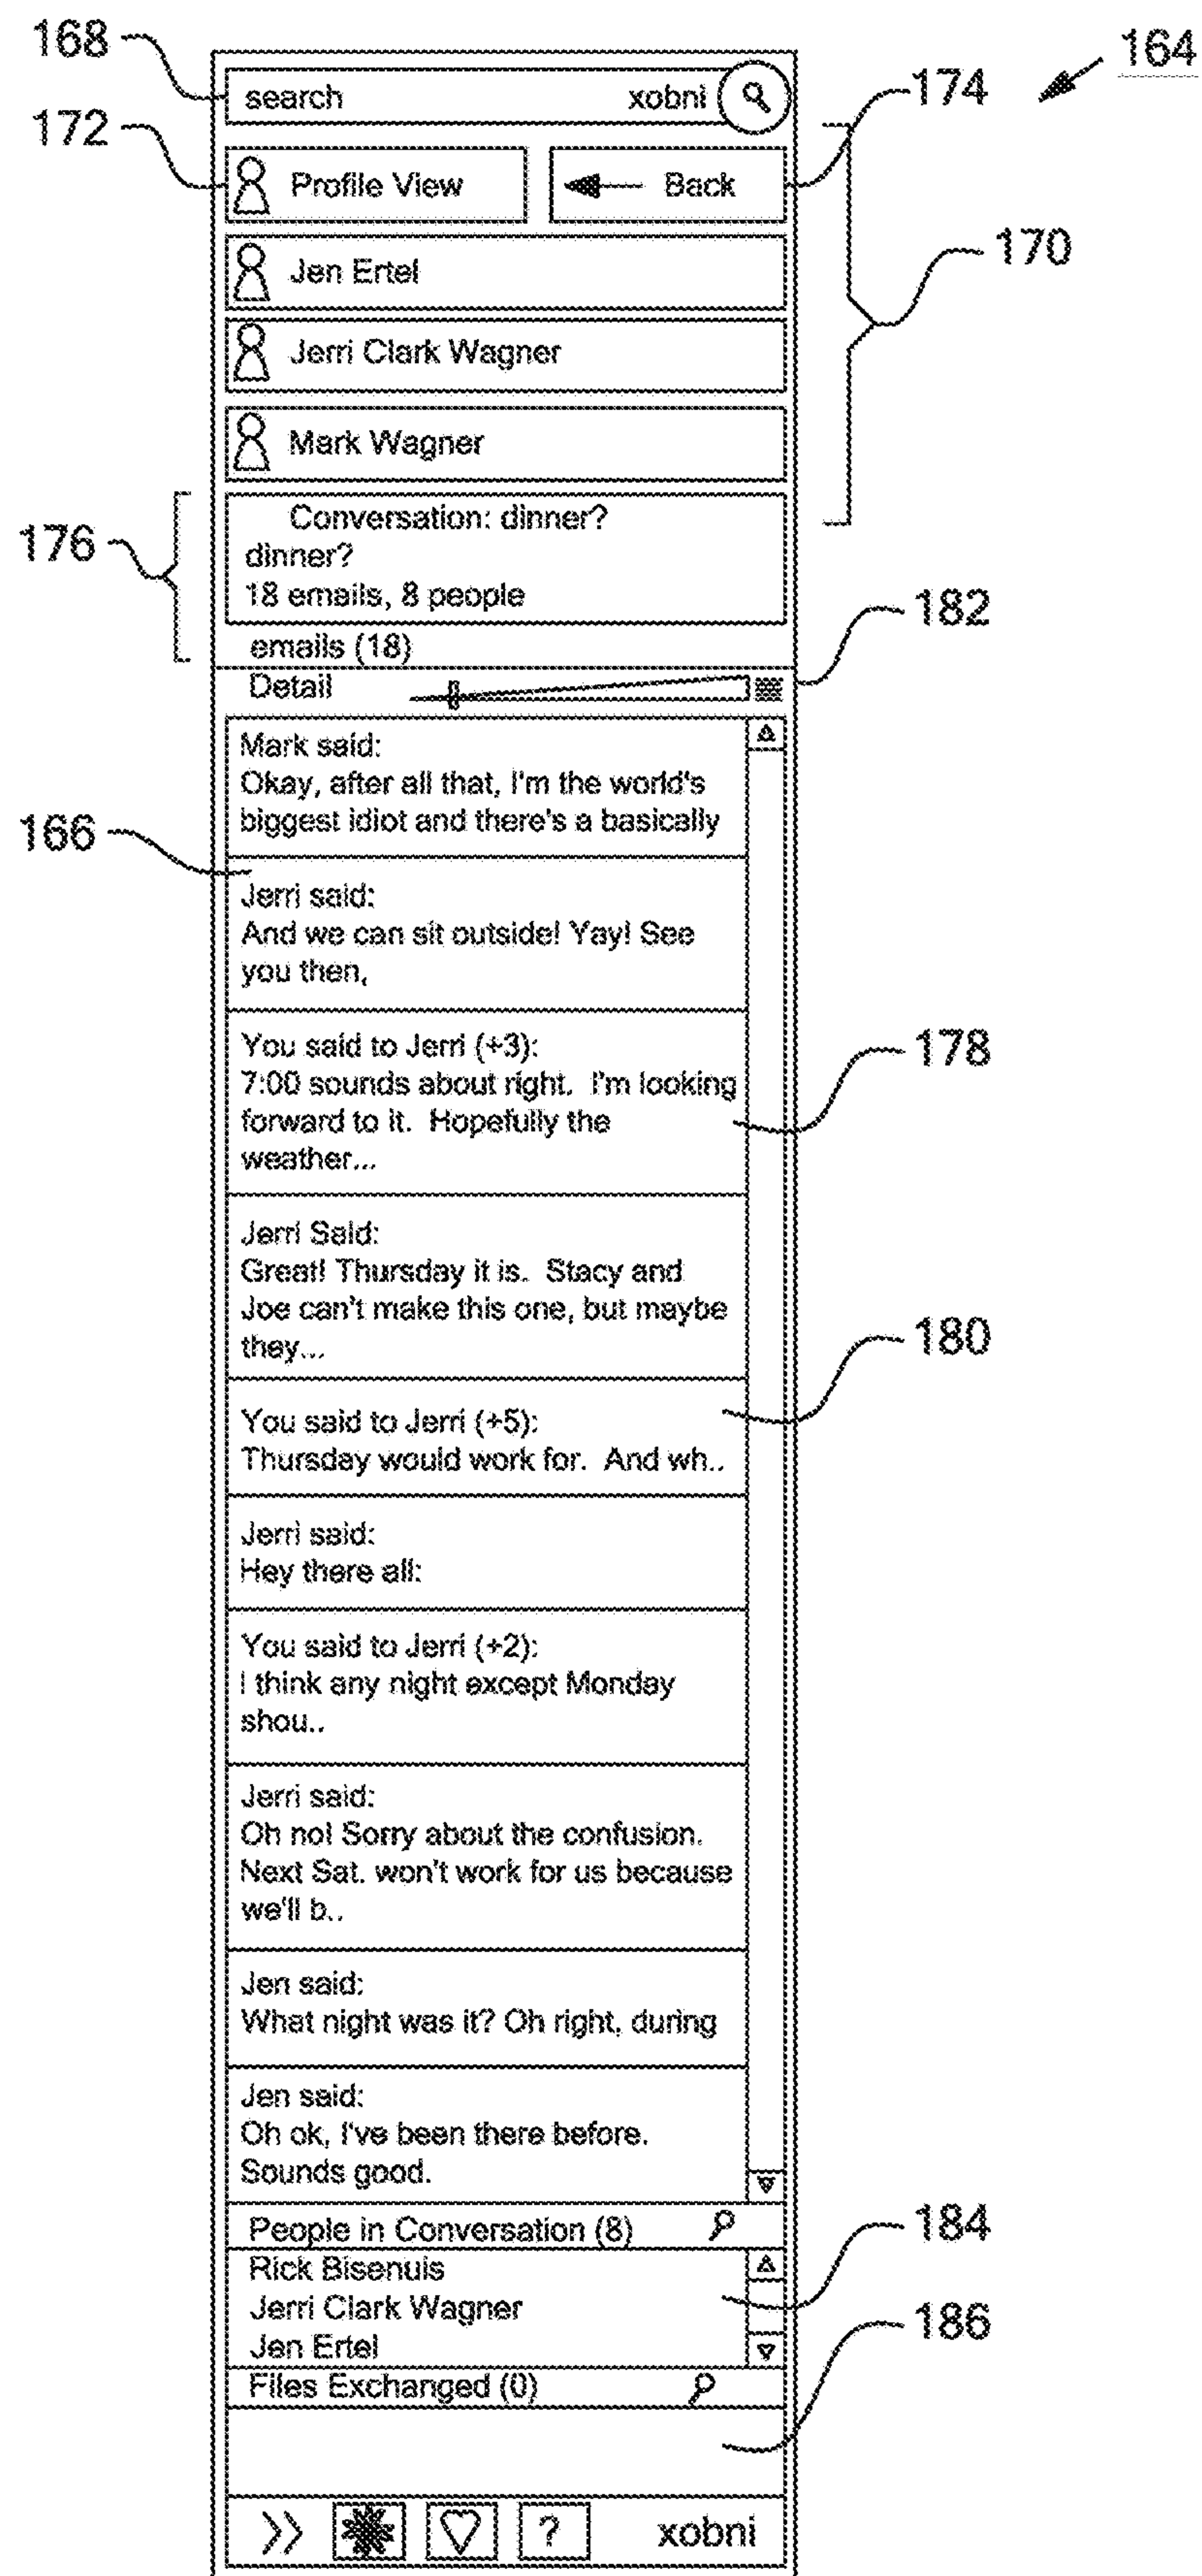 168
164
search xobni
174
172
Profile View
Back
170
Jen Ertel
Jerri Clark Wagner
Mark Wagner
176
Conversation: dinner?
dinner?
18 emails, 8 people
182
emails (18)
Detail
Mark said:
Okay, after all that, I'm the world's
biggest idiot and there's a basically
166
Jerri said:
And we can sit outside! Yay! See
you then,
178
You said to Jerri (+3):
7:00 sounds about right. I'm looking
forward to it. Hopefully the
weather...
Jerri Said:
Great! Thursday it is. Stacy and
Joe can't make this one, but maybe
they...
180
You said to Jerri (+5):
Thursday would work for. And wh..
Jerri said:
Hey there all:
You said to Jerri (+2):
I think any night except Monday
shou..
Jerri said:
Oh no! Sorry about the confusion.
Next Sat. won't work for us because
we'll b..
Jen said:
What night was it? Oh right, during
Jen said:
Oh ok, I've been there before.
Sounds good.
People in Conversation (8)
184
Rick Bisenuis
Jerri Clark Wagner
Jen Ertel
186
Files Exchanged (0)
? xobni